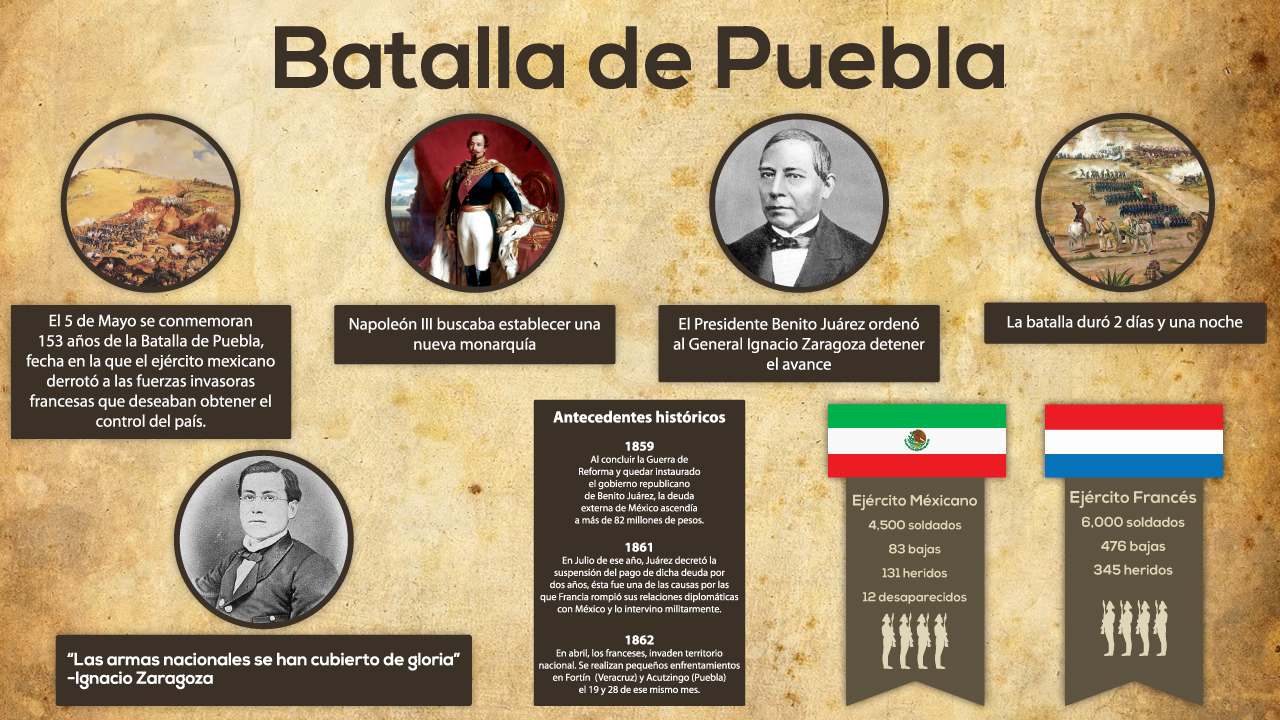 Batalla de Puebla
El 5 de Mayo se conmemoran
153 años de la Batalla de Puebla,
fecha en la que el ejército mexicano
derrotó a las fuerzas invasoras
francesas que deseaban obtener el
control del país.
Napoleón III buscaba establecer una
nueva monarquía
El Presidente Benito Juárez ordenó
al General Ignacio Zaragoza detener
el avance
La batalla duró 2 días y una noche
“Las armas nacionales se han cubierto de gloria”
-Ignacio Zaragoza
Antecedentes históricos
1859
Al concluir la Guerra de
Reforma y quedar instaurado
el gobierno republicano
de Benito Juárez, la deuda
externa de México ascendía
a más de 82 millones de pesos.
1861
En Julio de ese año, Juárez decretó la
suspensión del pago de dicha deuda por
dos años, ésta fue una de las causas por las
que Francia rompió sus relaciones diplomáticas
con México y lo intervino militarmente.
1862
En abril, los franceses, invaden territorio
nacional. Se realizan pequeños enfrentamientos
en Fortín (Veracruz) y Acutzingo (Puebla)
el 19 y 28 de ese mismo mes.
Ejército Méxicano
4,500 soldados
83 bajas
131 heridos
12 desaparecidos
Ejército Francés
6,000 soldados
476 bajas
345 heridos